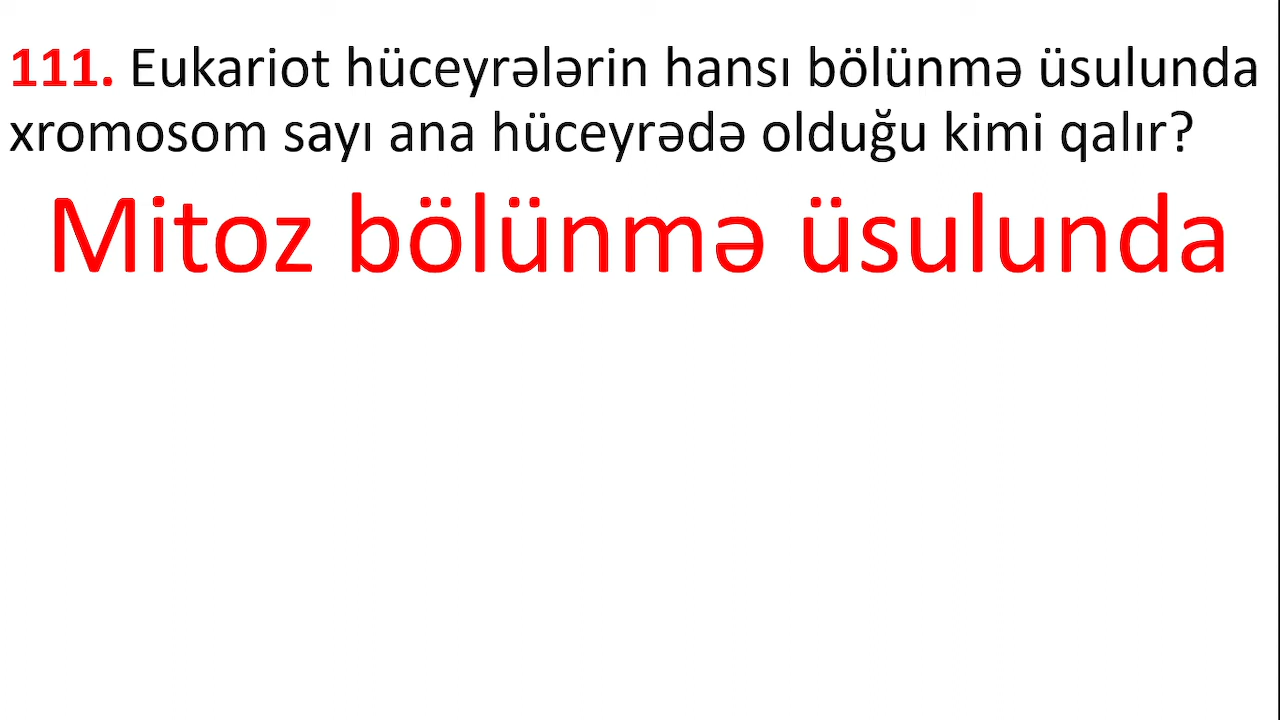 111. Eukariot hüceyrələrin hansı bölünmə üsulunda
xromosom sayı ana hüceyrədə olduğu kimi qalır?
Mitoz bölünmə üsulunda